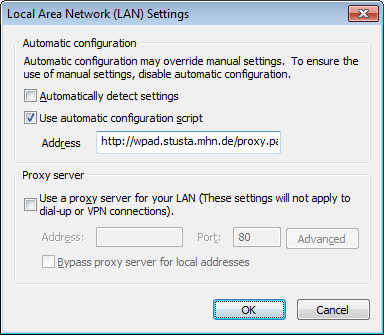 Local Area Network (LAN) Settings
Automatic configuration
Automatic configuration may override manual settings. To ensure the
use of manual settings, disable automatic configuration.
Automatically detect settings
Use automatic configuration script
Address http://wpad.stusta.mhn.de/proxy.pa
Proxy server
Use a proxy server for your LAN (These settings will not apply to
dial-up or VPN connections).
Address: Port: 80 Advanced
Bypass proxy server for local addresses
OK Cancel